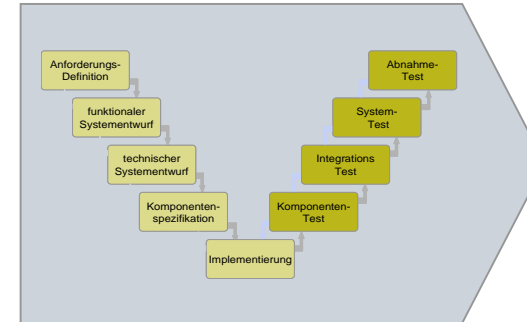 Anforderungs-
Definition
funktionaler
Systementwurf
technischer
Systementwurf
Komponenten-
spezifikation
Implementierung
Komponenten-
Test
Integrations
Test
System-
Test
Abnahme-
Test